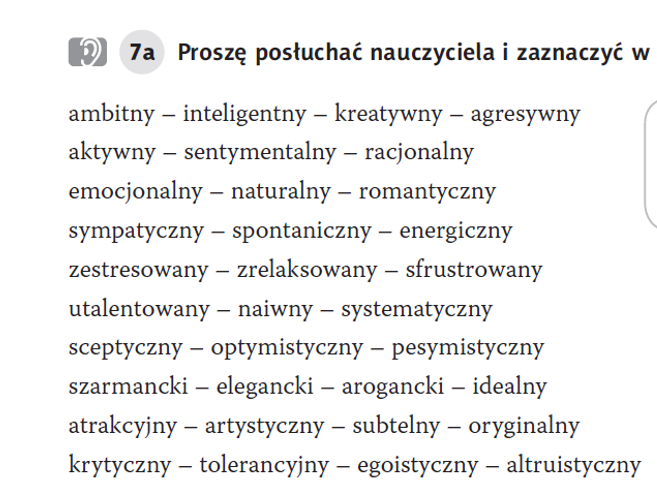 7a Proszę posłuchać nauczyciela i zaznaczyć w
ambitny – inteligentny – kreatywny – agresywny
aktywny – sentymentalny – racjonalny
emocjonalny – naturalny – romantyczny
sympatyczny – spontaniczny – energiczny
zestresowany – zrelaksowany – sfrustrowany
utalentowany – naiwny – systematyczny
sceptyczny – optymistyczny – pesymistyczny
szarmancki – elegancki – arogancki – idealny
atrakcyjny – artystyczny – subtelny – oryginalny
krytyczny – tolerancyjny – egoistyczny – altruistyczny